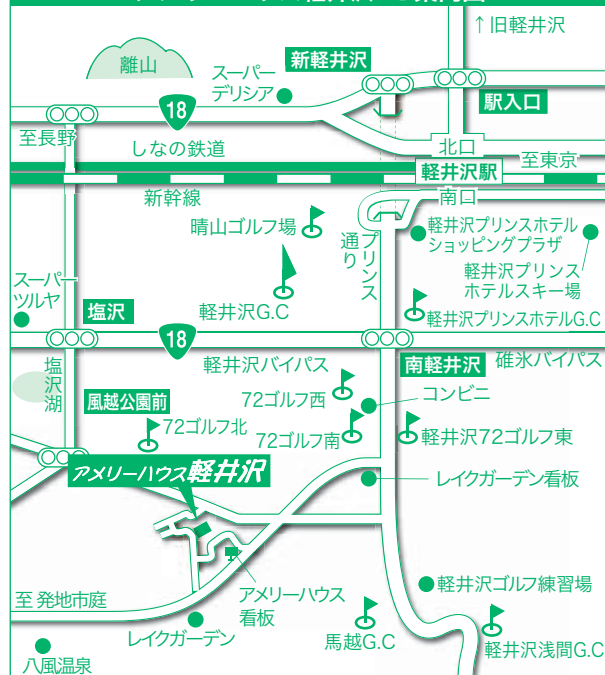 ↑旧軽井沢
離山
スーパー
デリシア
新軽井沢
18
駅入口
至長野
しなの鉄道
北口
軽井沢駅
至東京
新幹線
南口
晴山ゴルフ場
プリンス
通り
軽井沢プリンスホテル
ショッピングプラザ
軽井沢プリンス
ホテルスキー場
スーパー
ツルヤ
塩沢
軽井沢G.C
軽井沢プリンスホテルG.C
18
軽井沢バイパス
南軽井沢
碓氷バイパス
塩沢湖
風越公園前
72ゴルフ西
コンビニ
72ゴルフ北
72ゴルフ南
軽井沢72ゴルフ東
アメリーハウス軽井沢
レイクガーデン看板
至 発地市庭
アメリーハウス
看板
軽井沢ゴルフ練習場
レイクガーデン
馬越G.C
軽井沢浅間G.C
八風温泉